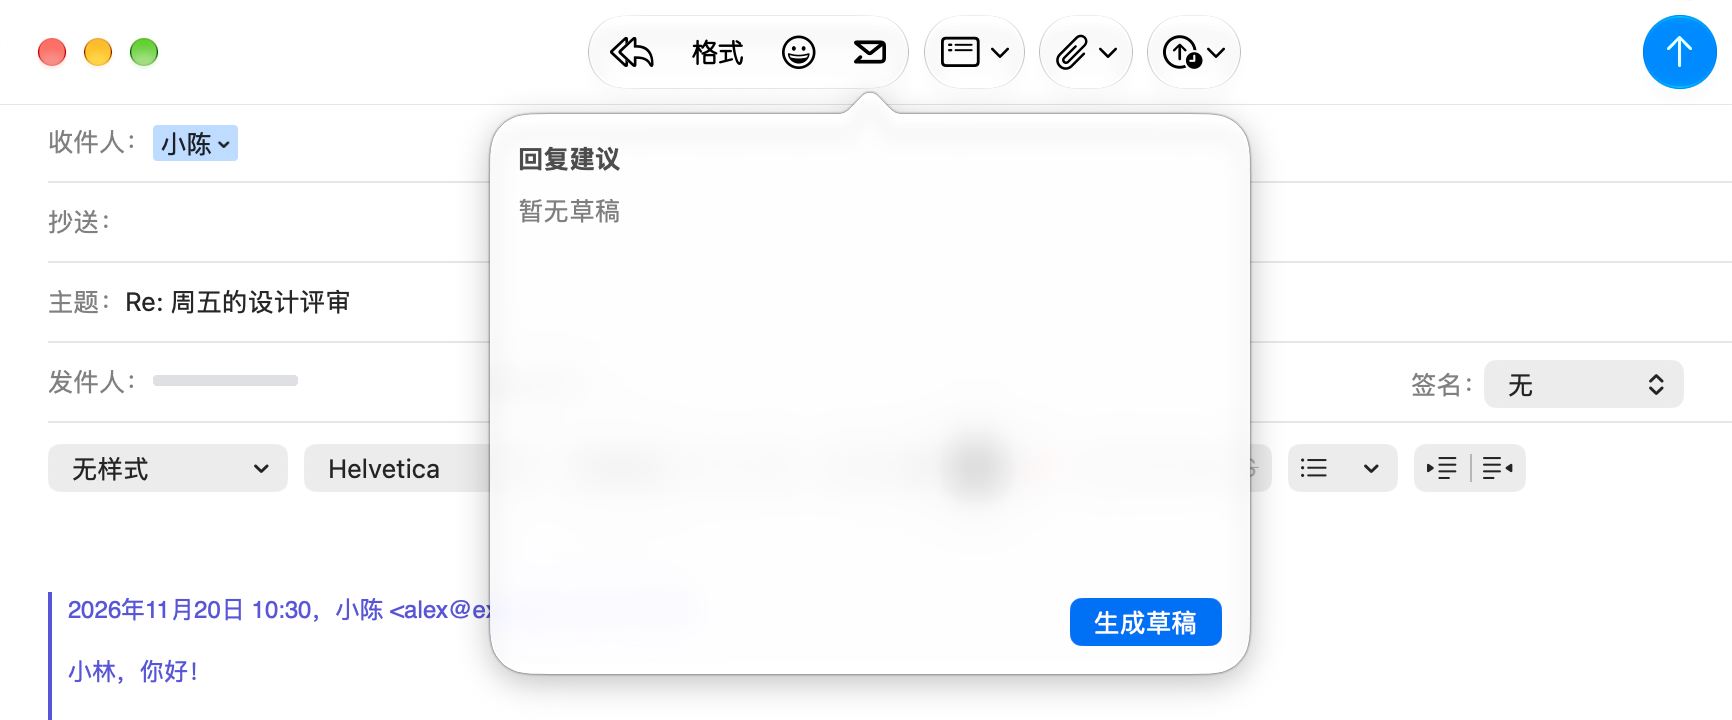 格式
收件人： 小陈
抄送：
主题： Re: 周五的设计评审
发件人：
签名： 无
无样式
Helvetica
回复建议
暂无草稿
生成草稿
2026年11月20日 10:30，小陈 <alex@ex
小林，你好！